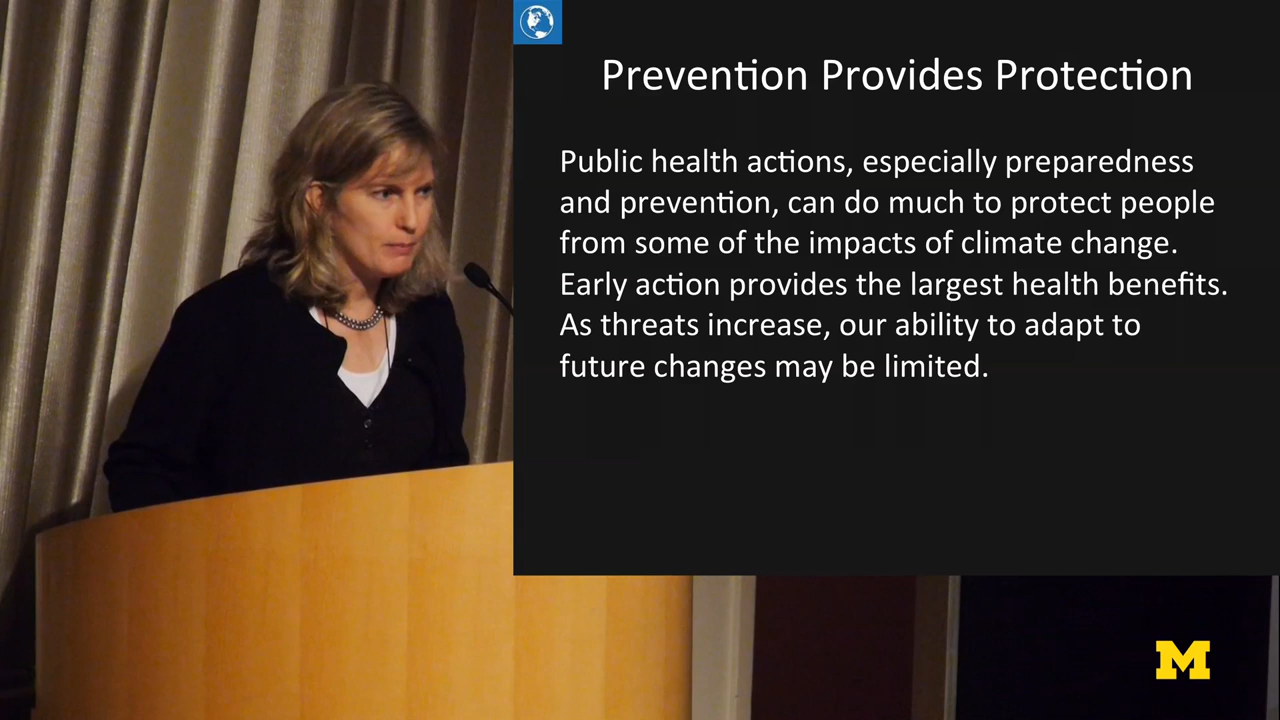 Prevention Provides Protection
Public health actions, especially preparedness
and prevention, can do much to protect people
from some of the impacts of climate change.
Early action provides the largest health benefits.
As threats increase, our ability to adapt to
future changes may be limited.
M